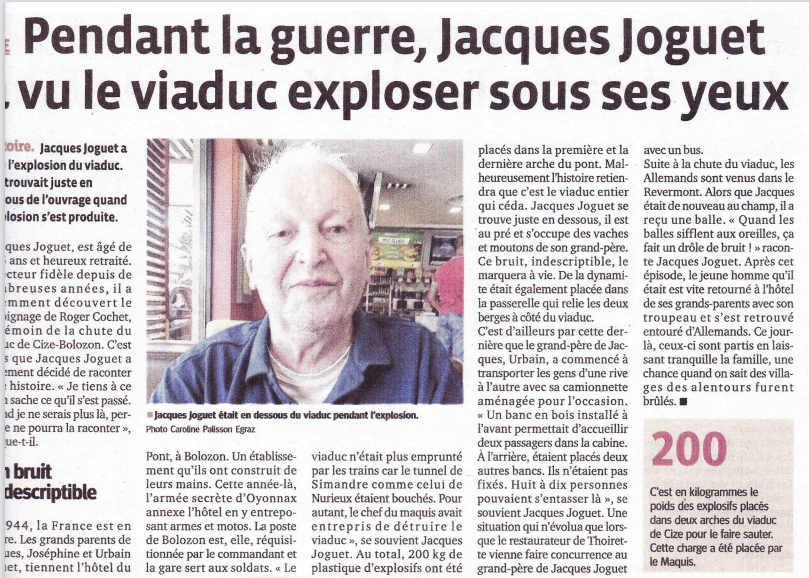 Pendant la guerre, Jacques Joguet
vu le viaduc exploser sous ses yeux
toire. Jacques Joguet a
l'explosion du viaduc.
trouvait juste en
ous de l'ouvrage quand
plosion s'est produite.
cques Joguet, est âgé de
ans et heureux retraité.
ecteur fidèle depuis de
mbreuses années, il a
emment découvert le
oignage de Roger Cochet,
émoin de la chute du
uc de Cize-Bolozon. C'est
s que Jacques Joguet a
ement décidé de raconter
histoire. « Je tiens à ce
n sache ce qu'il s'est passé.
nd je ne serais plus là, per-
e ne pourra la raconter »,
que-t-il.
n bruit
descriptible
1944, la France est en
re. Les grands parents de
ues, Joséphine et Urbain
uet, tiennent l'hôtel du
Jacques Joguet était en dessous du viaduc pendant l'explosion.
Photo Caroline Palisson Egraz
Pont, à Bolozon. Un établisse-
ment qu'ils ont construit de
leurs mains. Cette année-là,
l'armée secrète d'Oyonnax
annexe l'hôtel en y entrepo-
sant armes et motos. La poste
de Bolozon est, elle, réquisi-
tionnée par le commandant et
la gare sert aux soldats. « Le
viaduc n'était plus emprunté
par les trains car le tunnel de
Simandre comme celui de
Nurieux étaient bouchés. Pour
autant, le chef du maquis avait
entrepris de détruire le
viaduc », se souvient Jacques
Joguet. Au total, 200 kg de
plastique d'explosifs ont été
placés dans la première et la
dernière arche du pont. Mal-
heureusement l'histoire retien-
dra que c'est le viaduc entier
qui céda. Jacques Joguet se
trouve juste en dessous, il est
au pré et s'occupe des vaches
et moutons de son grand-père.
Ce bruit, indescriptible, le
marquera à vie. De la dynami-
te était également placée dans
la passerelle qui relie les deux
berges à côté du viaduc.
C'est d'ailleurs par cette der-
nière que le grand-père de Jac-
ques, Urbain, a commencé à
transporter les gens d'une rive
à l'autre avec sa camionnette
aménagée pour l'occasion.
« Un banc en bois installé à
l'avant permettait d'accueillir
deux passagers dans la cabine.
À l'arrière, étaient placés deux
autres bancs. Ils n'étaient pas
fixés. Huit à dix personnes
pouvaient s'entasser là », se
souvient Jacques Joguet. Une
situation qui n'évolua que lors-
que le restaurateur de Thoiret-
te vienne faire concurrence au
grand-père de Jacques Joguet
avec un bus.
Suite à la chute du viaduc, les
Allemands sont venus dans le
Revermont. Alors que Jacques
était de nouveau au champ, il a
reçu une balle. « Quand les
balles sifflent aux oreilles, ça
fait un drôle de bruit ! » racon-
te Jacques Joguet. Après cet
épisode, le jeune homme qu'il
était est vite retourné à l'hôtel
de ses grands-parents avec son
troupeau et s'est retrouvé
entouré d'Allemands. Ce jour-
là, ceux-ci sont partis en lais-
sant tranquille la famille, une
chance quand on sait des villa-
ges des alentours furent
brûlés.
200
C'est en kilogrammes le
poids des explosifs placés
dans deux arches du viaduc
de Cize pour le faire sauter.
Cette charge a été placée par
le Maquis.